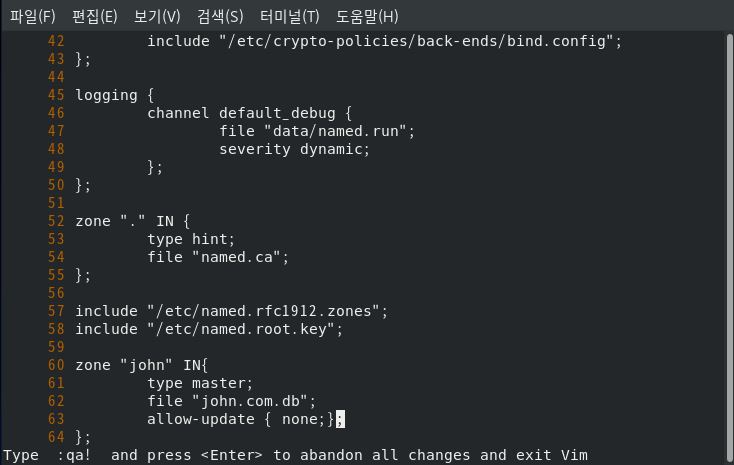 파일(F) 편집(E) 보기(V) 검색(S) 터미널(T) 도움말(H)
42         include "/etc/crypto-policies/back-ends/bind.config";
43 };
44
45 logging {
46         channel default_debug {
47                 file "data/named.run";
48                 severity dynamic;
49         };
50 };
51
52 zone "." IN {
53         type hint;
54         file "named.ca";
55 };
56
57 include "/etc/named.rfc1912.zones";
58 include "/etc/named.root.key";
59
60 zone "john" IN{
61         type master;
62         file "john.com.db";
63         allow-update { none;};
64 };
Type  :qa!  and press <Enter> to abandon all changes and exit Vim